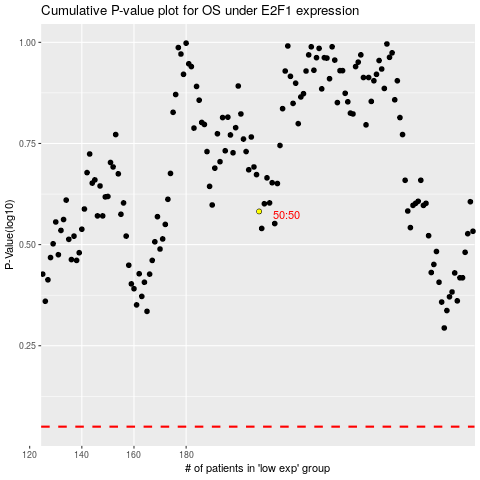 Cumulative P-value plot for OS under E2F1 expression
P-Value(log10)
1.00
0.75
0.50
0.25
50:50
120 140 160 180
# of patients in 'low exp' group